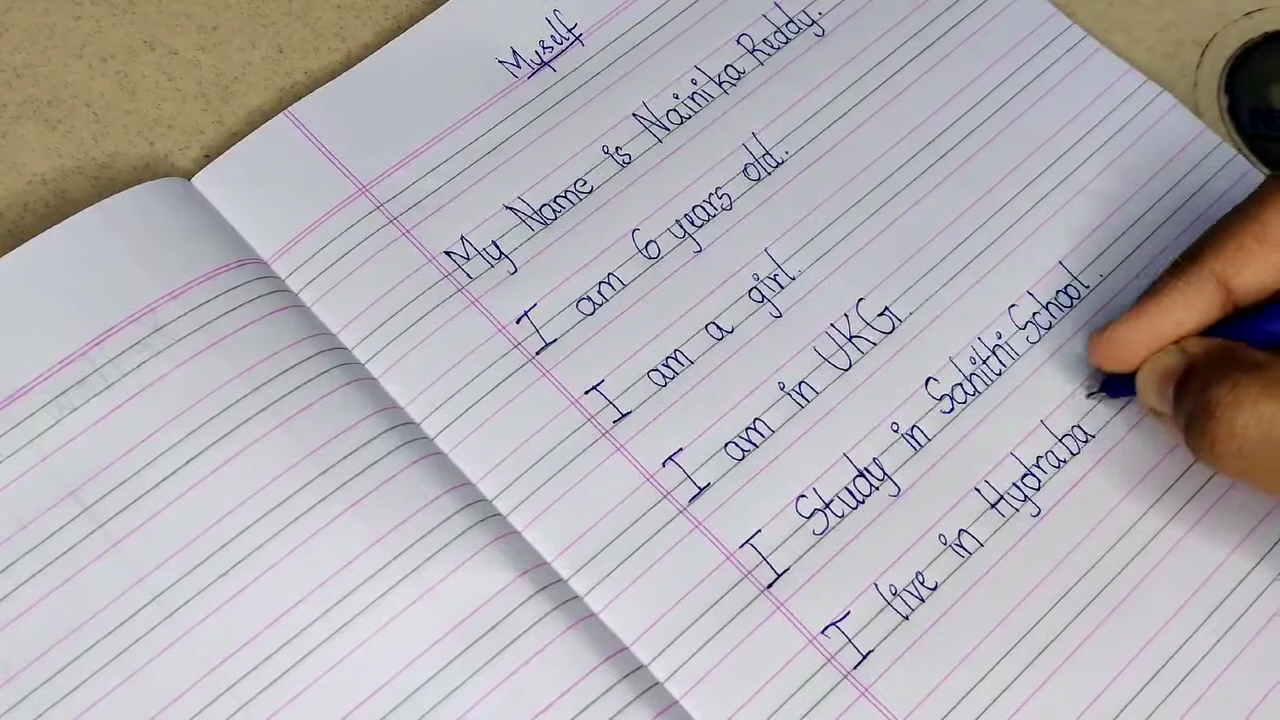 Myself
My Name is Nainika Reddy.
I am 6 years old.
I am a girl.
I am in UKG.
I Study in Sahithi School.
I live in Hydraba